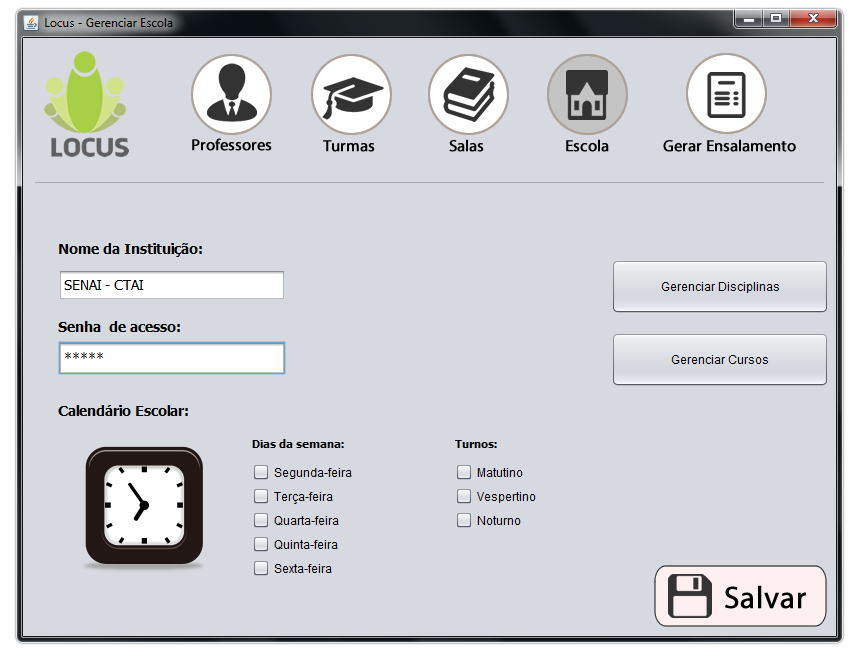 Locus - Gerenciar Escola
LOCUS
Professores
Turmas
Salas
Escola
Gerar Ensalamento
Nome da Instituição:
SENAI - CTAI
Gerenciar Disciplinas
Senha  de acesso:
*****
Gerenciar Cursos
Calendário Escolar:
Dias da semana:
Turnos:
Segunda-feira
Matutino
Terça-feira
Vespertino
Quarta-feira
Noturno
Quinta-feira
Sexta-feira
Salvar